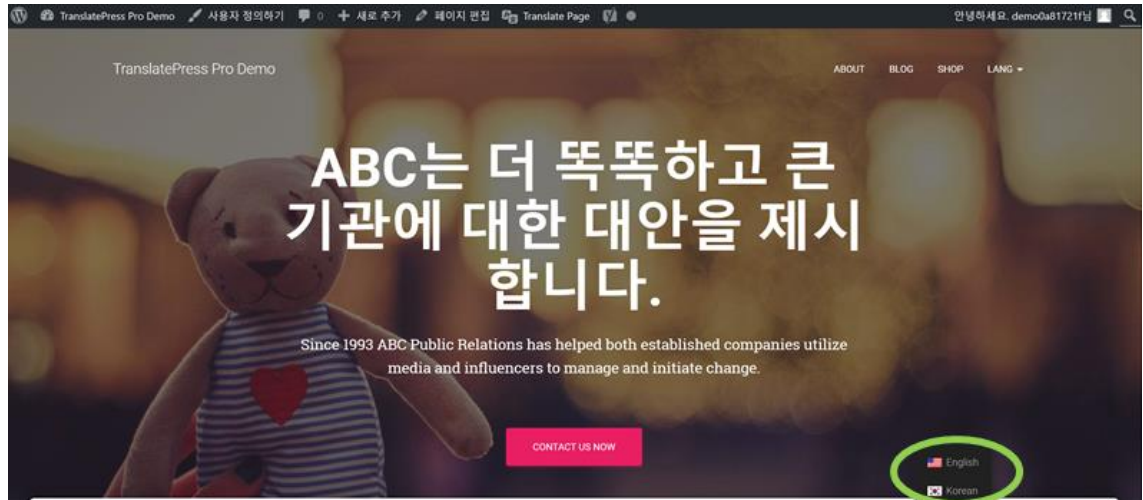 TranslatePress Pro Demo 사용자 정의하기 0 + 새로 추가 페이지 편집 Translate Page 안녕하세요. demo0a81721f님
TranslatePress Pro Demo ABOUT BLOG SHOP LANG
ABC는 더 똑똑하고 큰
기관에 대한 대안을 제시
합니다.
Since 1993 ABC Public Relations has helped both established companies utilize
media and influencers to manage and initiate change.
CONTACT US NOW
English
Korean